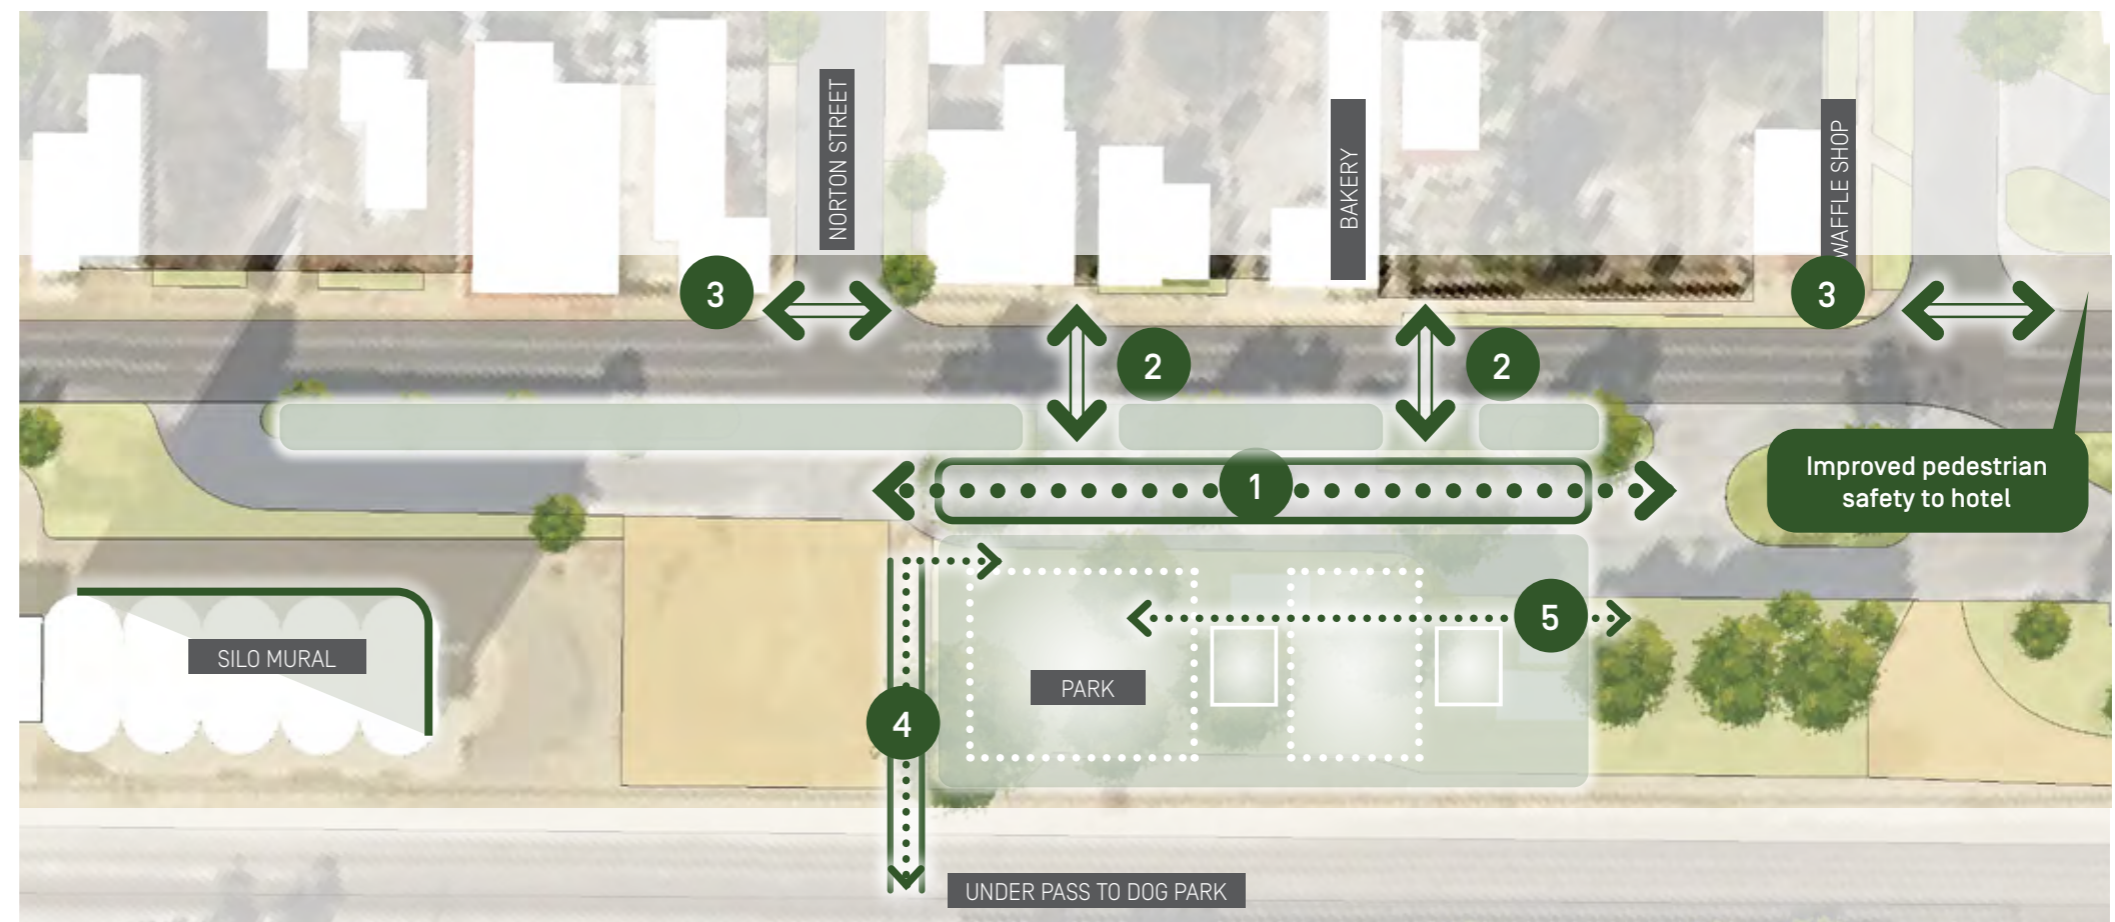 NORTON STREET
BAKERY
WAFFLE SHOP
3
3
2
2
1
Improved pedestrian
safety to hotel
5
SILO MURAL
PARK
4
UNDER PASS TO DOG PARK